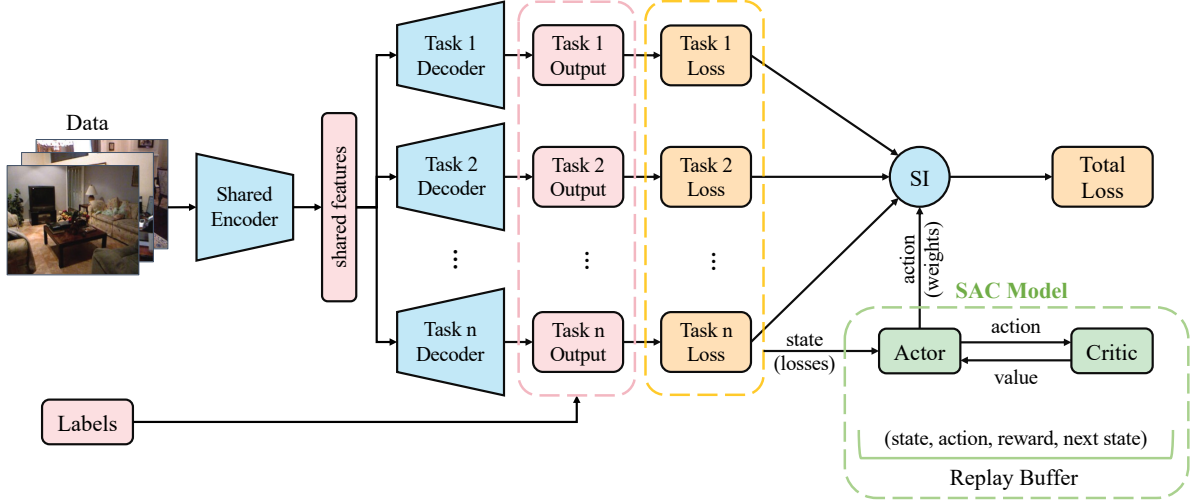 Data
Shared
Encoder
shared features
Task 1
Decoder
Task 1
Output
Task 1
Loss
Task 2
Decoder
Task 2
Output
Task 2
Loss
...
...
...
Task n
Decoder
Task n
Output
Task n
Loss
Labels
SI
Total
Loss
action
(weights)
state
(losses)
SAC Model
Actor
action
value
Critic
(state, action, reward, next state)
Replay Buffer